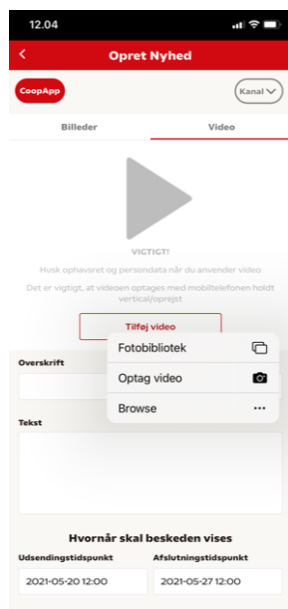 12.04
Opret Nyhed
CoopApp
Kanal
Billeder
Video
VIGTIGT!
Husk ophavsret og persondata når du anvender video
Det er vigtigt, at videoen optages med mobiltelefonen holdt
vertical/oprejst
Tilføj video
Fotobibliotek
Optag video
Browse
Overskrift
Tekst
Hvornår skal beskeden vises
Udsendingstidspunkt
Afslutningstidspunkt
2021-05-20 12:00
2021-05-27 12:00